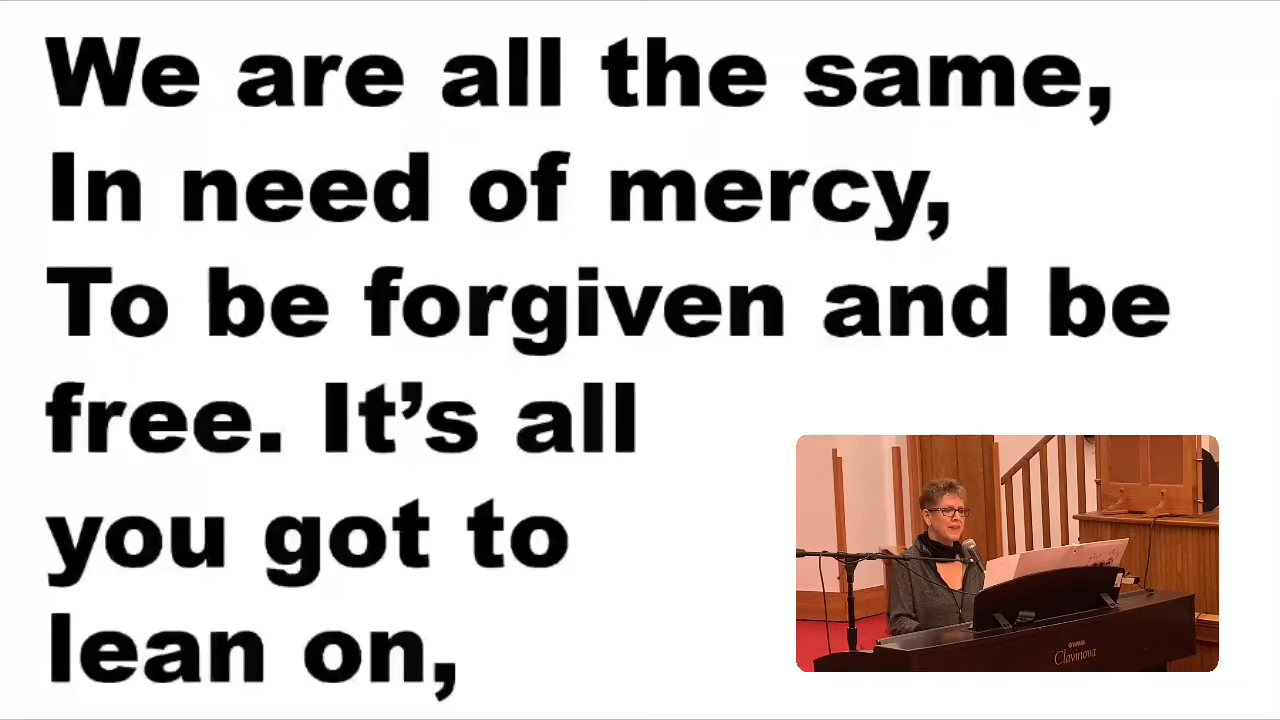 We are all the same,
In need of mercy,
To be forgiven and be
free. It’s all
you got to
lean on,
YAMAHA
Clavinova